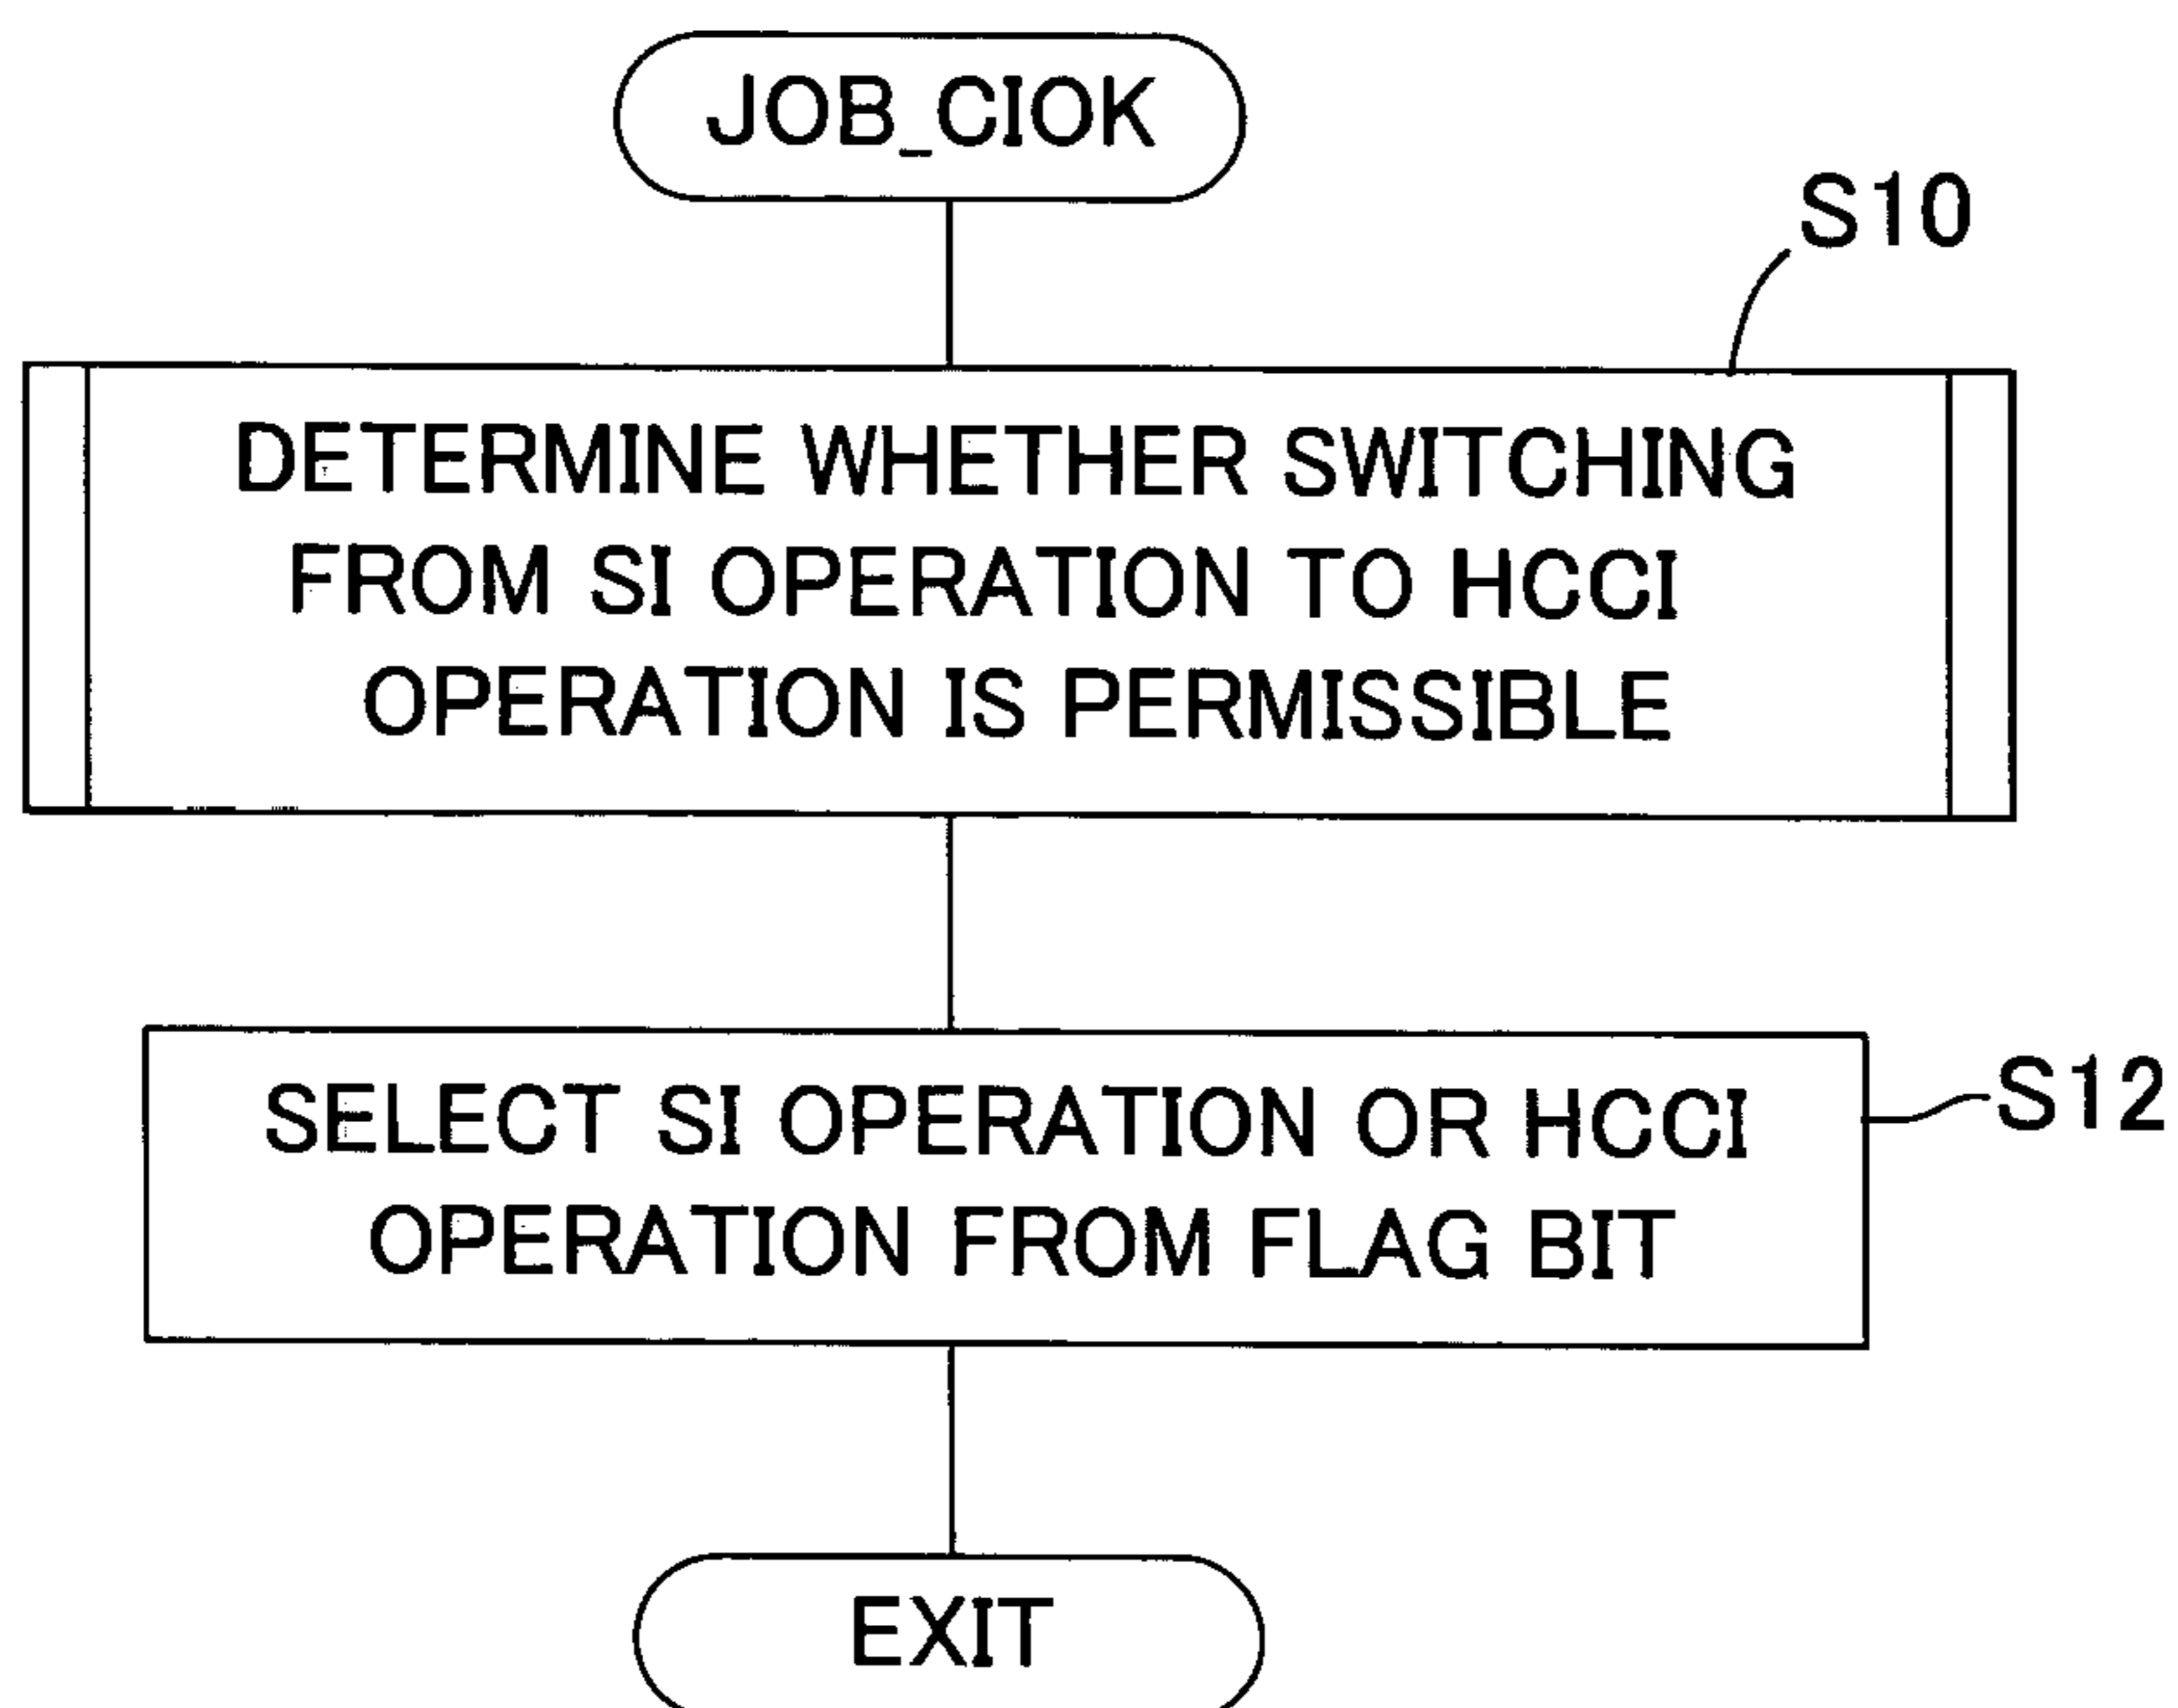 JOB_CIOK
S10
DETERMINE WHETHER SWITCHING
FROM SI OPERATION TO HCCI
OPERATION IS PERMISSIBLE
SELECT SI OPERATION OR HCCI
OPERATION FROM FLAG BIT
S12
EXIT